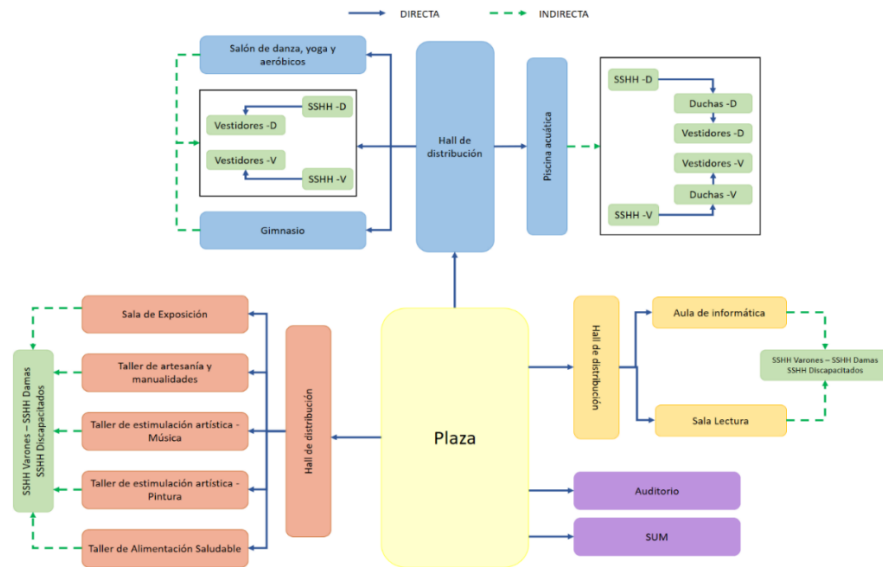 DIRECTA
INDIRECTA
Salón de danza, yoga y
aeróbicos
SSHH -D
Vestidores -D
Vestidores -V
SSHH -V
Gimnasio
Hall de
distribución
Piscina acuática
SSHH -D
Duchas -D
Vestidores -D
Vestidores -V
Duchas -V
SSHH -V
Sala de Exposición
Taller de artesanía y
manualidades
Taller de estimulación artística -
Música
Taller de estimulación artística -
Pintura
Taller de Alimentación Saludable
SSHH Varones – SSHH Damas
SSHH Discapacitados
Hall de distribución
Plaza
Hall de distribución
Aula de informática
Sala Lectura
SSHH Varones – SSHH Damas
SSHH Discapacitados
Auditorio
SUM